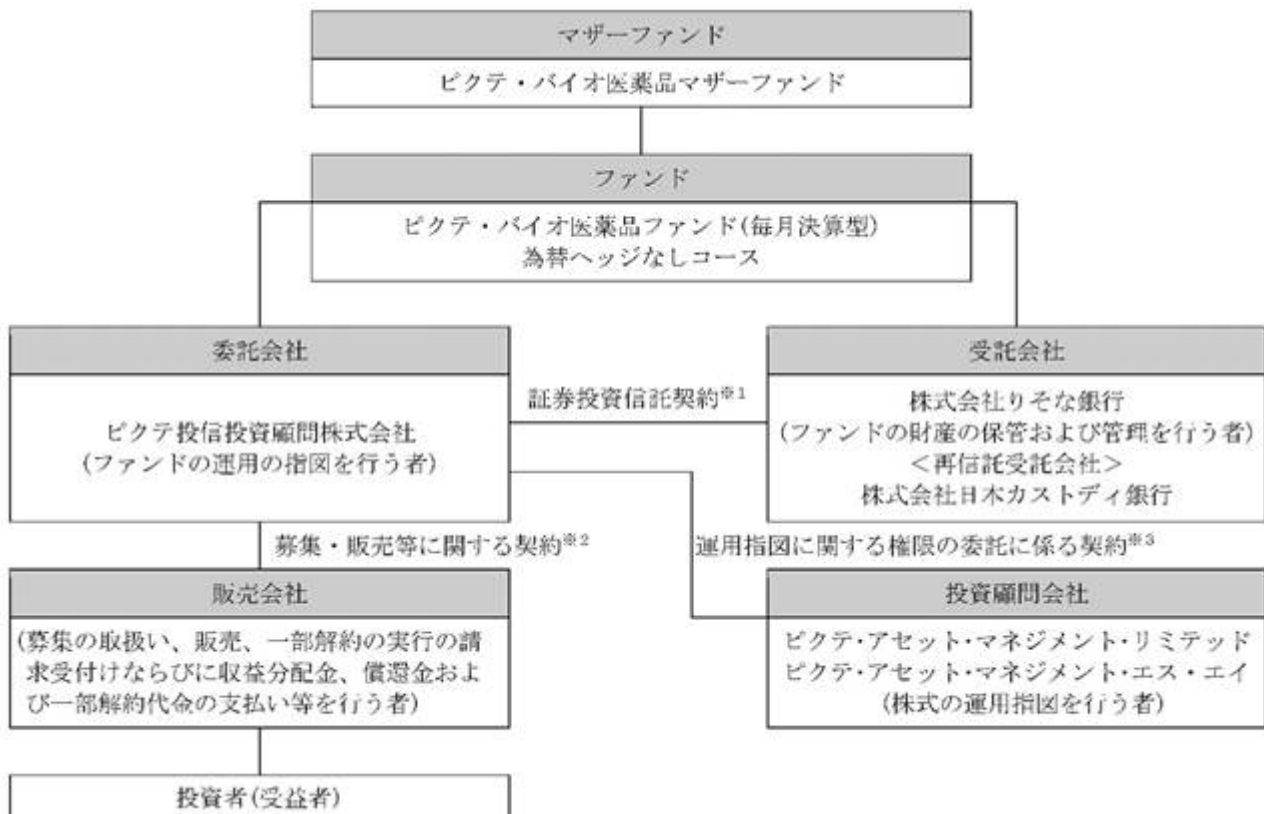 マザーファンド
ピクテ・バイオ医薬品マザーファンド
ファンド
ピクテ・バイオ医薬品ファンド(毎月決算型)
為替ヘッジなしコース
委託会社
ピクテ投信投資顧問株式会社
(ファンドの運用の指図を行う者)
証券投資信託契約※1
受託会社
株式会社りそな銀行
(ファンドの財産の保管および管理を行う者)
＜再信託受託会社＞
株式会社日本カストディ銀行
募集・販売等に関する契約※2
運用指図に関する権限の委託に係る契約※3
販売会社
(募集の取扱い、販売、一部解約の実行の請
求受付けならびに収益分配金、償還金およ
び一部解約代金の支払い等を行う者)
投資顧問会社
ピクテ・アセット・マネジメント・リミテッド
ピクテ・アセット・マネジメント・エス・エイ
(株式の運用指図を行う者)
投資者(受益者)